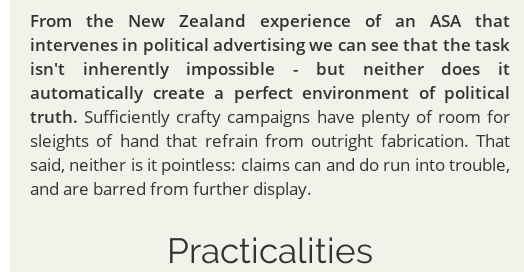 From the New Zealand experience of an ASA that
intervenes in political advertising we can see that the task
isn't inherently impossible - but neither does it
automatically create a perfect environment of political
truth. Sufficiently crafty campaigns have plenty of room for
sleights of hand that refrain from outright fabrication. That
said, neither is it pointless: claims can and do run into trouble,
and are barred from further display.
Practicalities